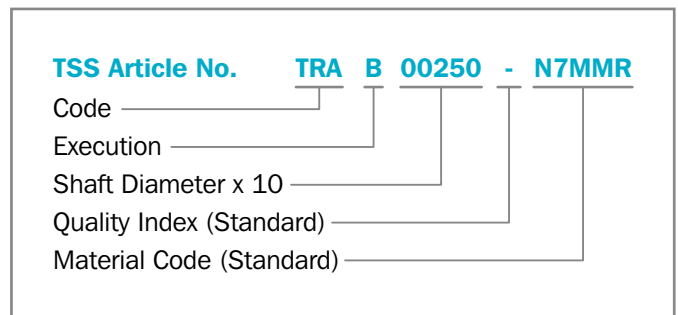 TSS Article No. TRA B 00250 - N7MMR
Code
Execution
Shaft Diameter x 10
Quality Index (Standard)
Material Code (Standard)